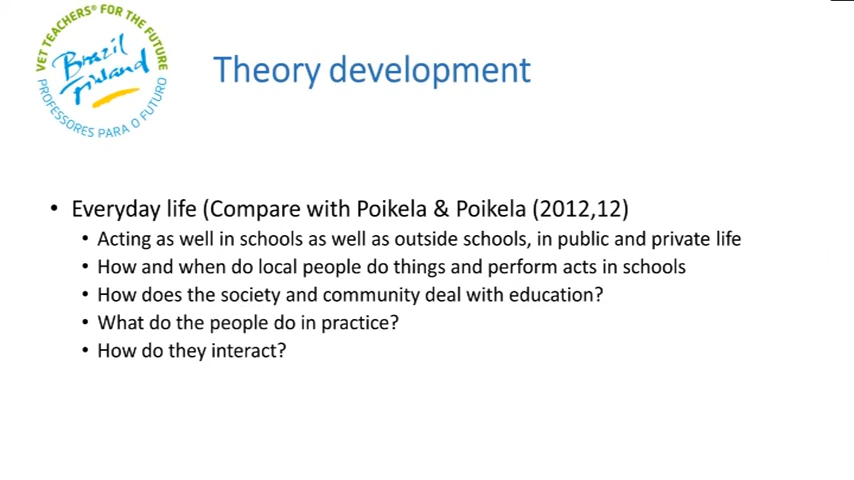 VET TEACHERS® FOR THE FUTURE
Brazil
Finland
PROFESSORES PARA O FUTURO
Theory development
• Everyday life (Compare with Poikela & Poikela (2012,12)
• Acting as well in schools as well as outside schools, in public and private life
• How and when do local people do things and perform acts in schools
• How does the society and community deal with education?
• What do the people do in practice?
• How do they interact?